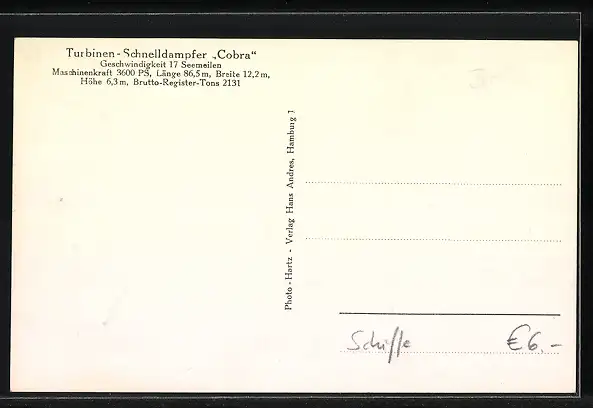 Turbinen-Schnelldampfer „Cobra“
Geschwindigkeit 17 Seemeilen
Maschinenkraft 3600 PS, Länge 86,5 m, Breite 12,2 m,
Höhe 6,3 m, Brutto-Register-Tons 2131
Photo-Hartz - Verlag Hans Andres, Hamburg 1
Schiffe €6.-